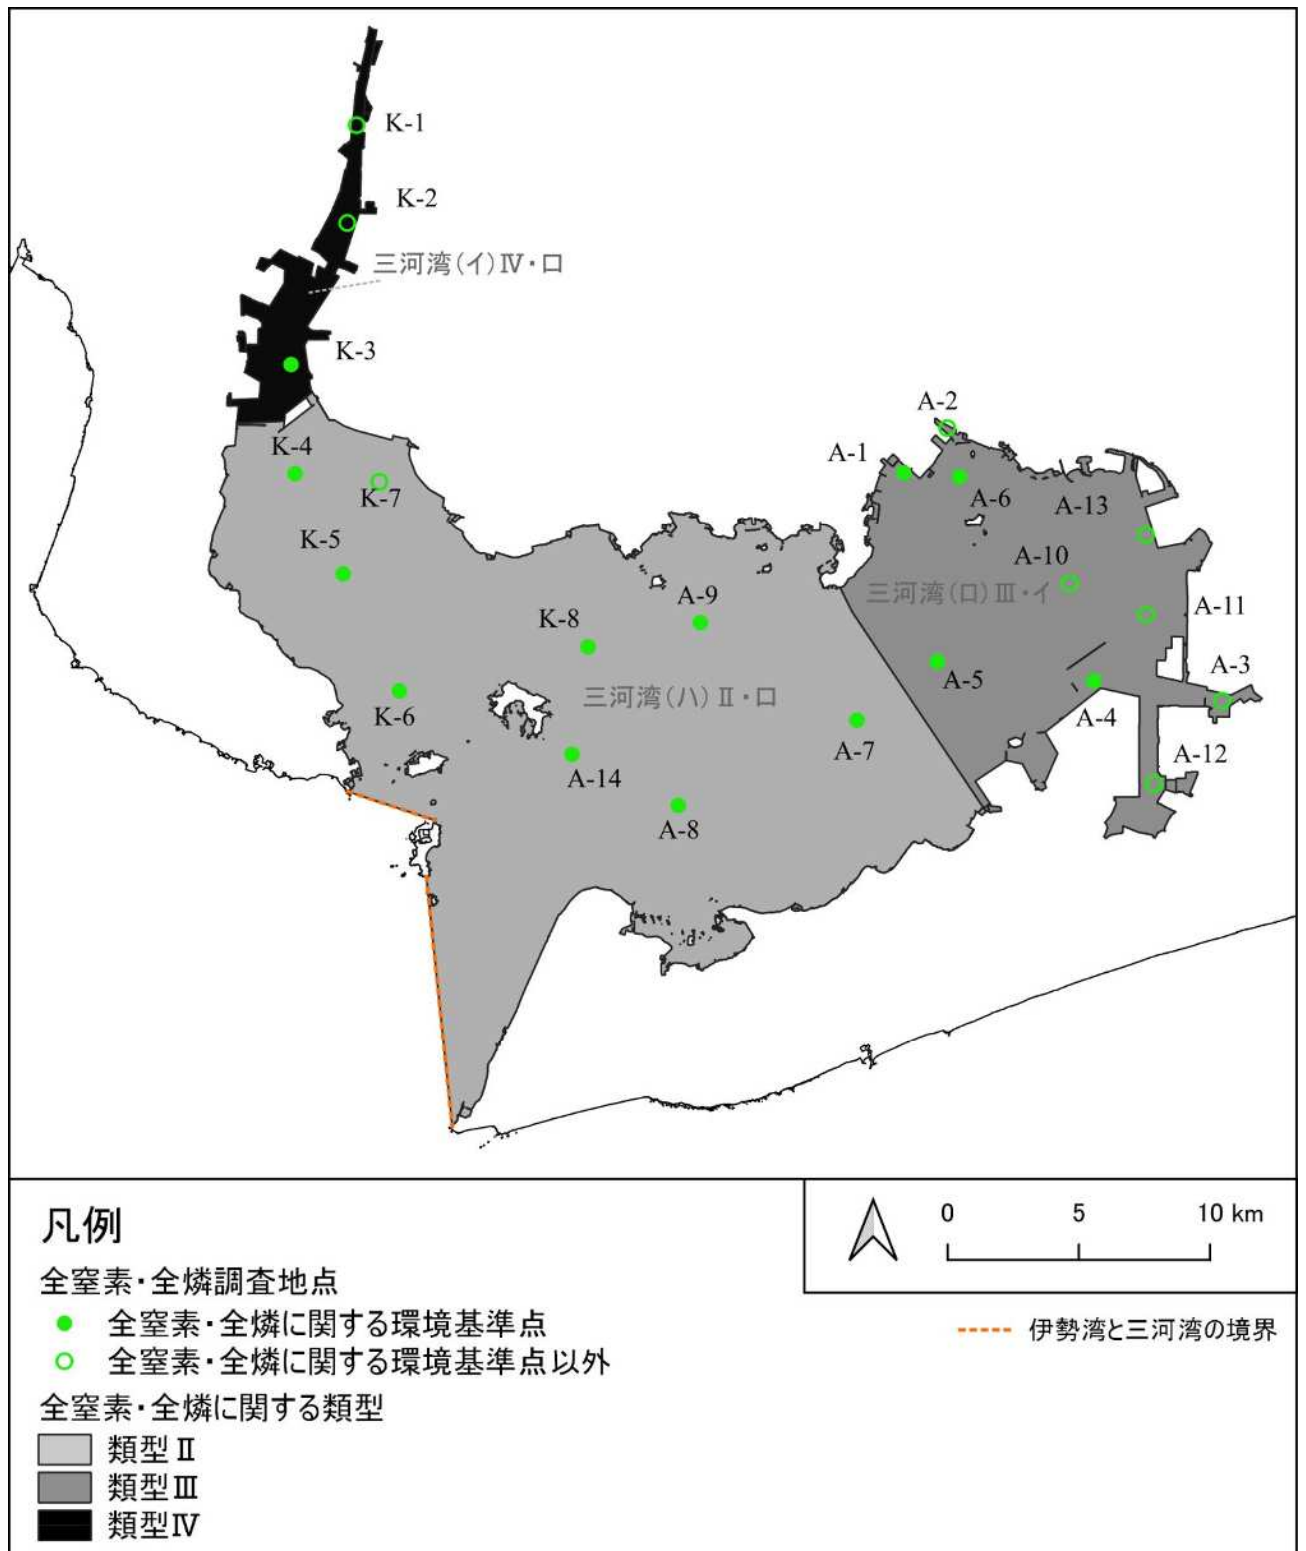 K-1
K-2
三河湾(イ)Ⅳ・ロ
K-3
A-2
K-4
A-1
K-7
A-6
A-13
K-5
A-10
三河湾(ロ)Ⅲ・イ
A-9
A-11
K-8
A-3
A-5
K-6
三河湾(ハ)Ⅱ・ロ
A-4
A-7
A-12
A-14
A-8
凡例
0 5 10 km
全窒素・全燐調査地点
全窒素・全燐に関する環境基準点
伊勢湾と三河湾の境界
全窒素・全燐に関する環境基準点以外
全窒素・全燐に関する類型
類型Ⅱ
類型Ⅲ
類型Ⅳ